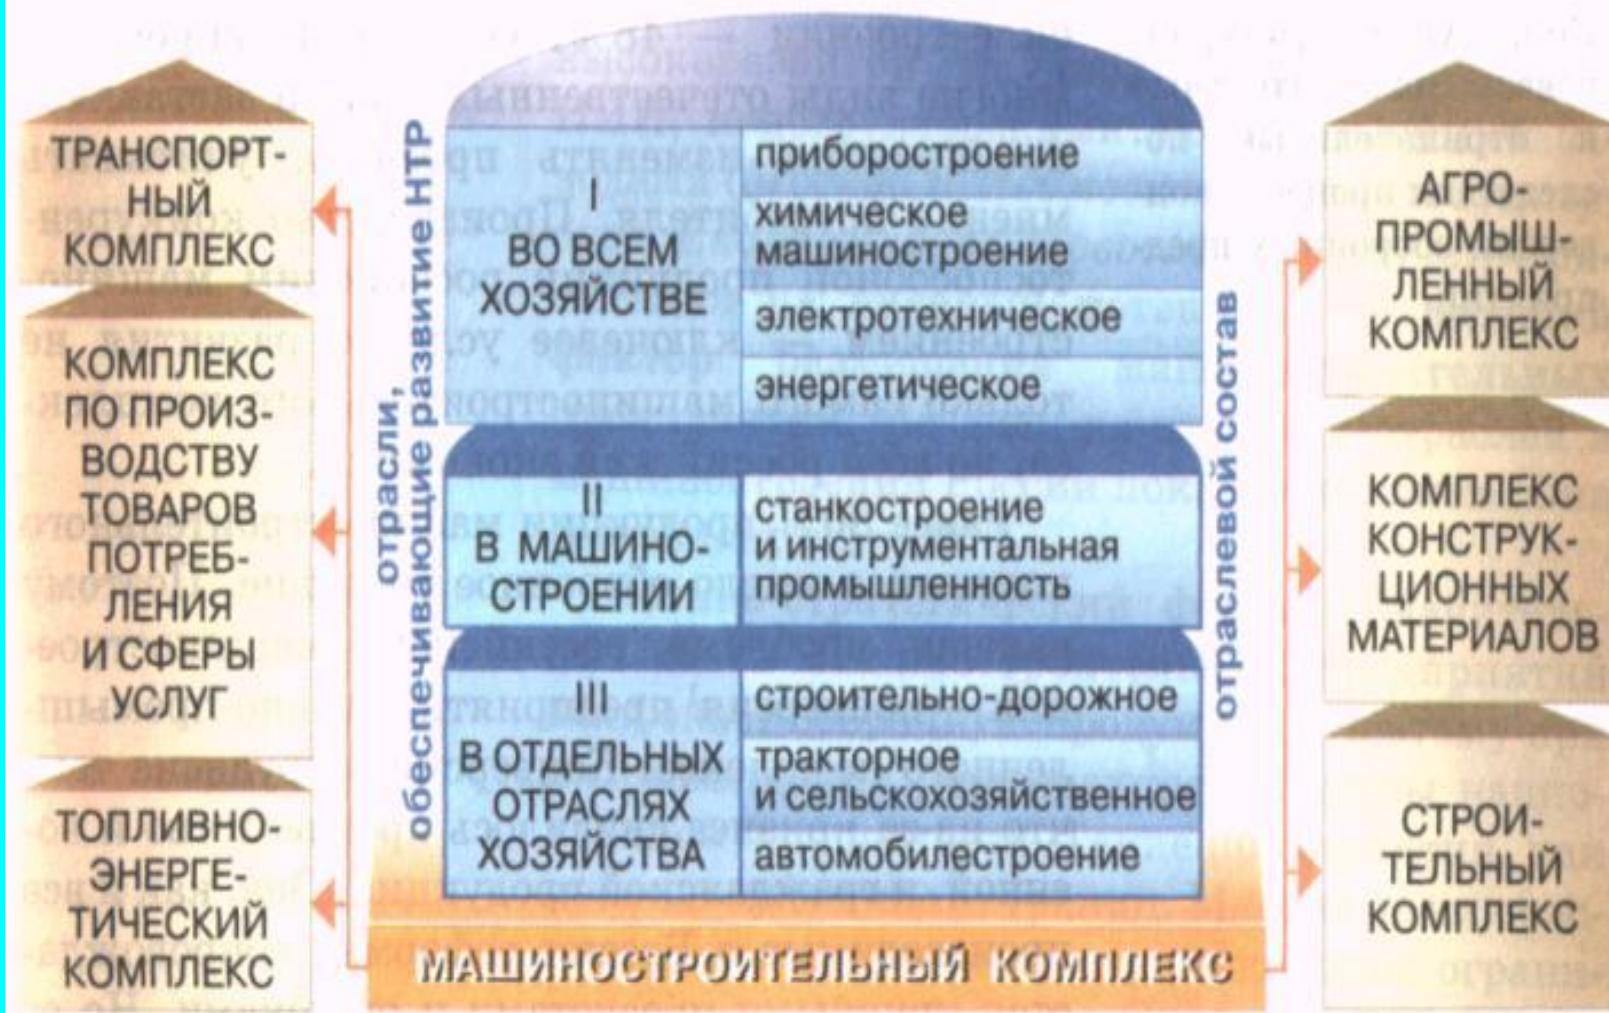 ТРАНСПОРТ-
НЫЙ
КОМПЛЕКС
КОМПЛЕКС
ПО ПРОИЗ-
ВОДСТВУ
ТОВАРОВ
ПОТРЕБ-
ЛЕНИЯ
И СФЕРЫ
УСЛУГ
ТОПЛИВНО-
ЭНЕРГЕ-
ТИЧЕСКИЙ
КОМПЛЕКС
отрасли,
обеспечивающие развитие НТР
I
ВО ВСЕМ
ХОЗЯЙСТВЕ
приборостроение
химическое
машиностроение
электротехническое
энергетическое
II
В МАШИНО-
СТРОЕНИИ
станкостроение
и инструментальная
промышленность
III
В ОТДЕЛЬНЫХ
ОТРАСЛЯХ
ХОЗЯЙСТВА
строительно-дорожное
тракторное
и сельскохозяйственное
автомобилестроение
отраслевой состав
МАШИНОСТРОИТЕЛЬНЫЙ КОМПЛЕКС
АГРО-
ПРОМЫШ-
ЛЕННЫЙ
КОМПЛЕКС
КОМПЛЕКС
КОНСТРУК-
ЦИОННЫХ
МАТЕРИАЛОВ
СТРОИ-
ТЕЛЬНЫЙ
КОМПЛЕКС